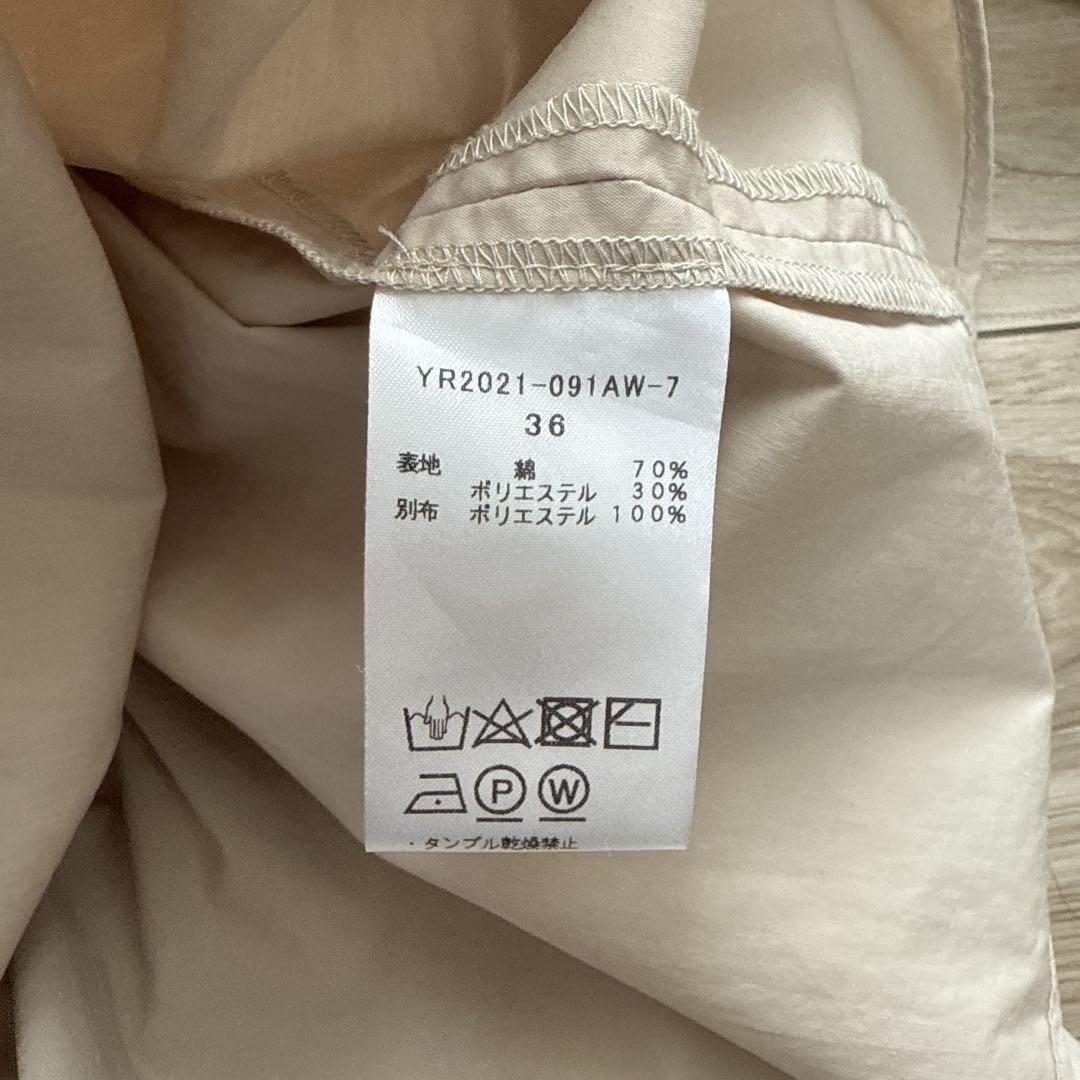 YR2021-091AW-7
36
表地 綿 70%
ポリエステル 30%
別布 ポリエステル 100%
P W
・タンブル乾燥禁止